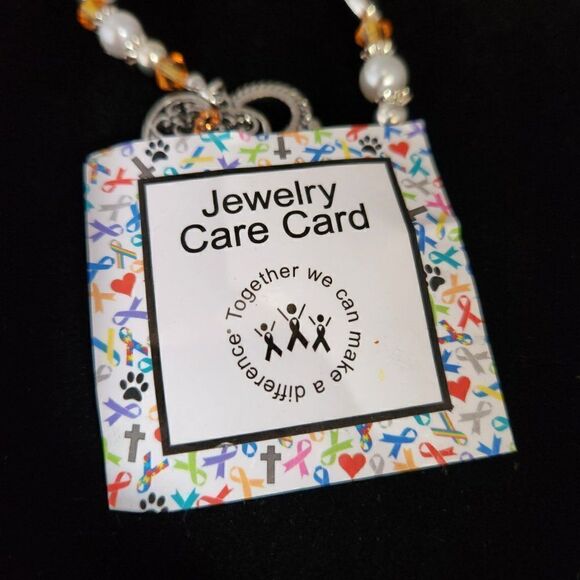 Jewelry
Care Card
Together we can make a difference®